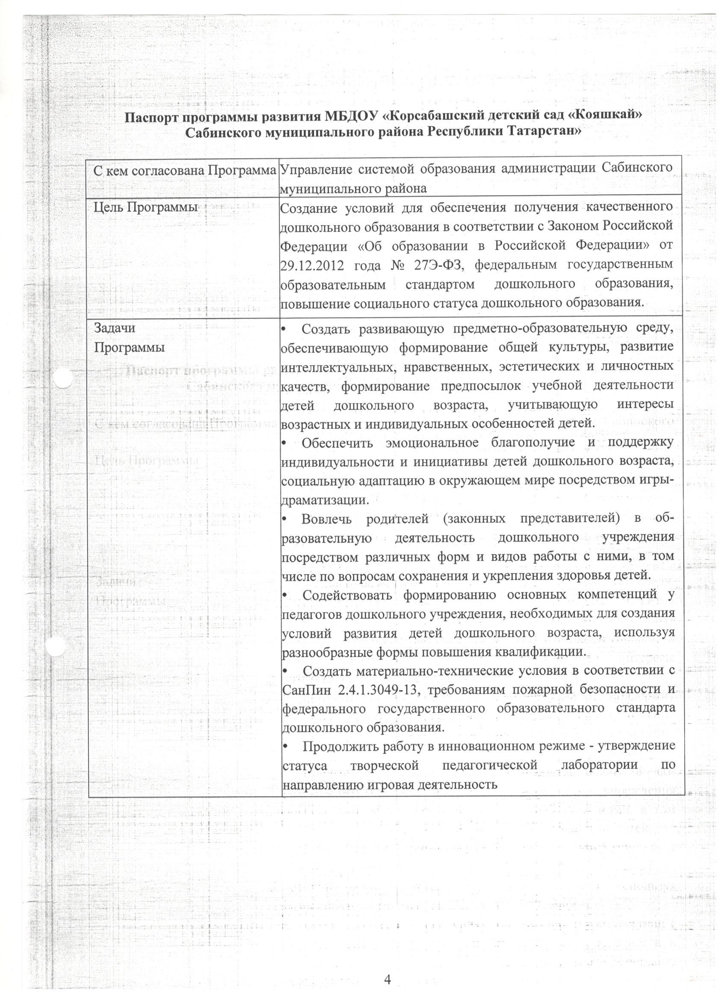 Паспорт программы развития МБДОУ «Корсабашский детский сад «Кояшкай»
Сабинского муниципального района Республики Татарстан»
С кем согласована Программа
Управление системой образования администрации Сабинского
муниципального района
Цель Программы
Создание условий для обеспечения получения качественного
дошкольного образования в соответствии с Законом Российской
Федерации «Об образовании в Российской Федерации» от
29.12.2012 года № 27Э-ФЗ, федеральным государственным
образовательным стандартом дошкольного образования,
повышение социального статуса дошкольного образования.
Задачи
Программы
• Создать развивающую предметно-образовательную среду,
обеспечивающую формирование общей культуры, развитие
интеллектуальных, нравственных, эстетических и личностных
качеств, формирование предпосылок учебной деятельности
детей дошкольного возраста, учитывающую интересы
возрастных и индивидуальных особенностей детей.
• Обеспечить эмоциональное благополучие и поддержку
индивидуальности и инициативы детей дошкольного возраста,
социальную адаптацию в окружающем мире посредством игры-
драматизации.
• Вовлечь родителей (законных представителей) в об-
разовательную деятельность дошкольного учреждения
посредством различных форм и видов работы с ними, в том
числе по вопросам сохранения и укрепления здоровья детей.
• Содействовать формированию основных компетенций у
педагогов дошкольного учреждения, необходимых для создания
условий развития детей дошкольного возраста, используя
разнообразные формы повышения квалификации.
• Создать материально-технические условия в соответствии с
СанПин 2.4.1.3049-13, требованиям пожарной безопасности и
федерального государственного образовательного стандарта
дошкольного образования.
• Продолжить работу в инновационном режиме - утверждение
статуса творческой педагогической лаборатории по
направлению игровая деятельность
4